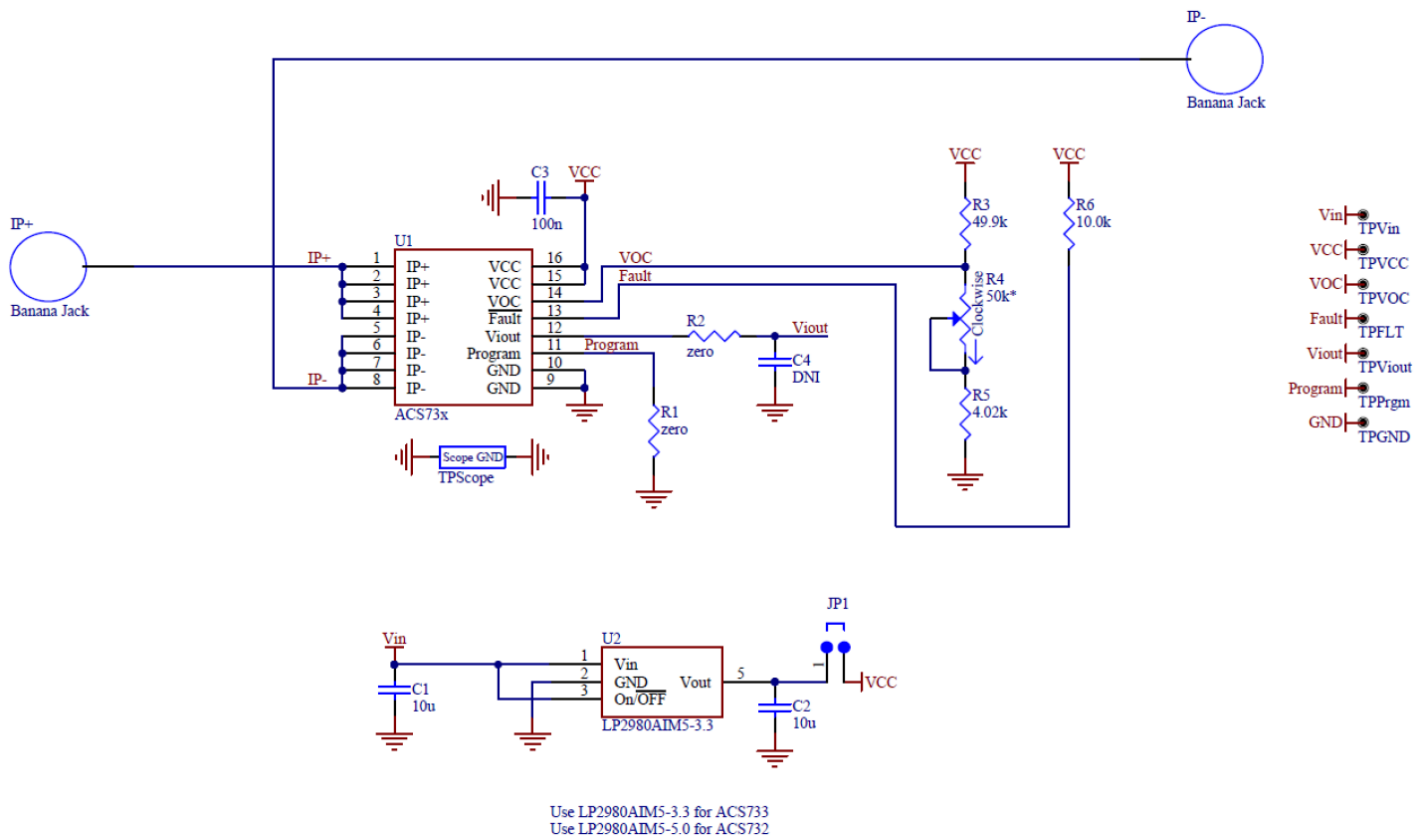 IP-
Banana Jack
IP+
Banana Jack
C3
100n
VCC
U1
IP+
IP-
1 IP+ VCC 16
2 IP+ VCC 15
3 IP+ VOC 14
4 IP+ Fault 13
5 IP- Viout 12
6 IP- Program 11
7 IP- GND 10
8 IP- GND 9
ACS73x
VOC
Fault
Program
R2
zero
Viout
C4
DNI
R1
zero
Scope GND
TPScope
VCC
R3
49.9k
R4
50k*
Clockwise
R5
4.02k
VCC
R6
10.0k
Vin TPVin
VCC TPVCC
VOC TPVOC
Fault TPFLT
Viout TPViout
Program TPPrgm
GND TPGND
Vin
C1
10u
U2
1 Vin
2 GND Vout 5
3 On/OFF
LP2980AIM5-3.3
C2
10u
JP1
1
VCC
Use LP2980AIM5-3.3 for ACS733
Use LP2980AIM5-5.0 for ACS732